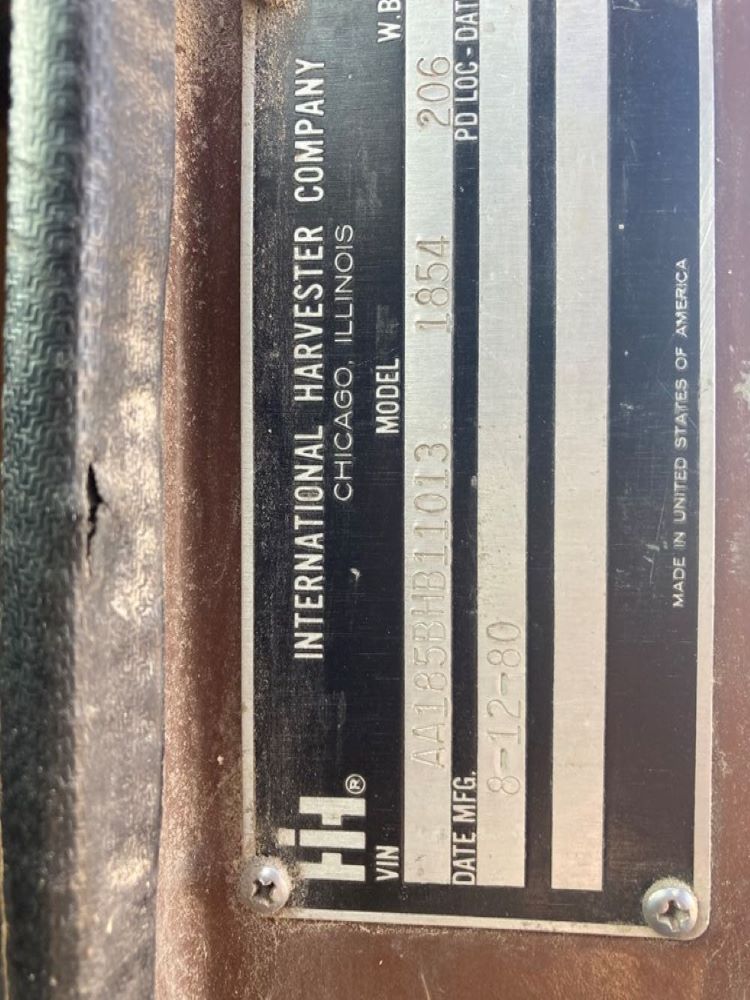 IH® INTERNATIONAL HARVESTER COMPANY
CHICAGO, ILLINOIS
VIN MODEL W.B
AA185BHB11013 1854 206
DATE MFG. PD LOC - DAT
8-12-80
MADE IN UNITED STATES OF AMERICA